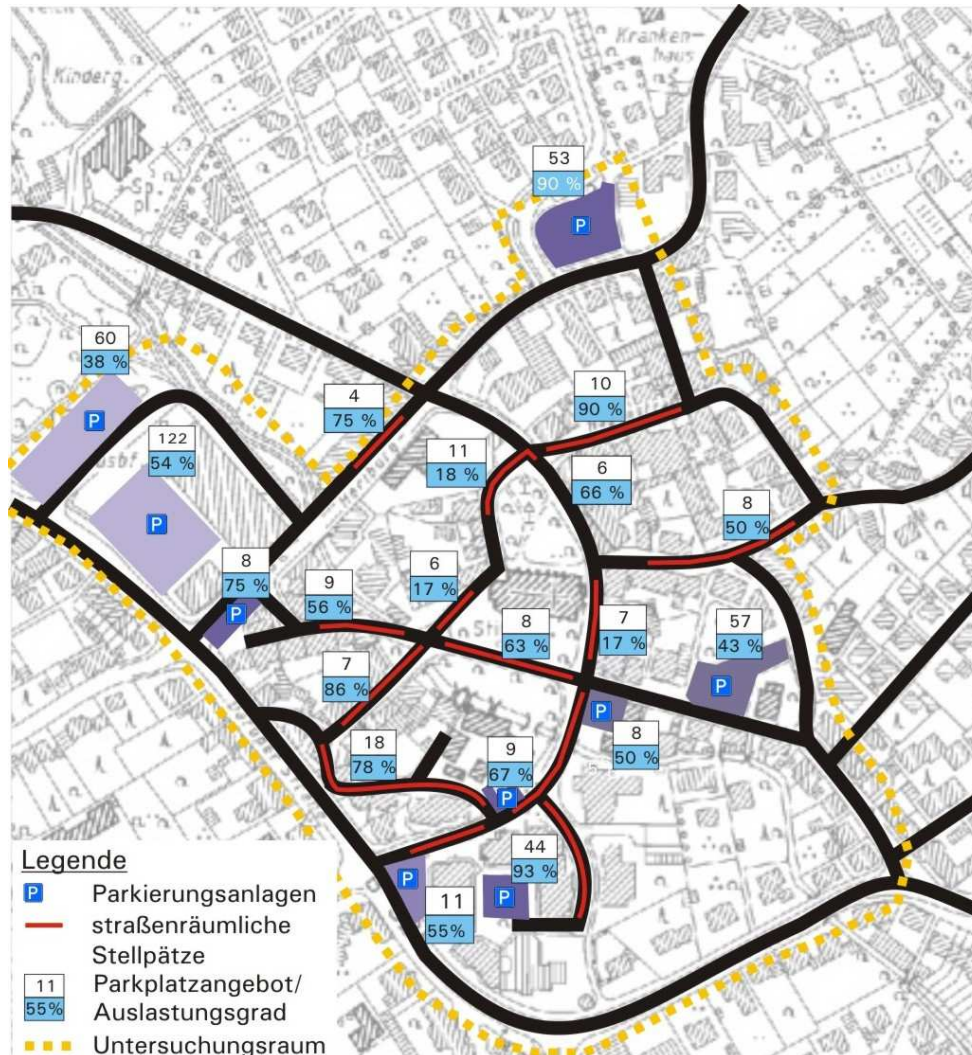 Kranken-
haus
Kinderg.
53
90 %
P
60
38 %
P
4
75 %
10
90 %
122
54 %
P
11
18 %
6
66 %
8
50 %
8
75 %
P
9
56 %
6
17 %
8
63 %
7
17 %
57
43 %
P
7
86 %
P
8
50 %
18
78 %
9
67 %
P
44
93 %
P
P
11
55%
Legende
P Parkierungsanlagen
straßenräumliche
Stellpätze
11 Parkplatzangebot/
55% Auslastungsgrad
Untersuchungsraum